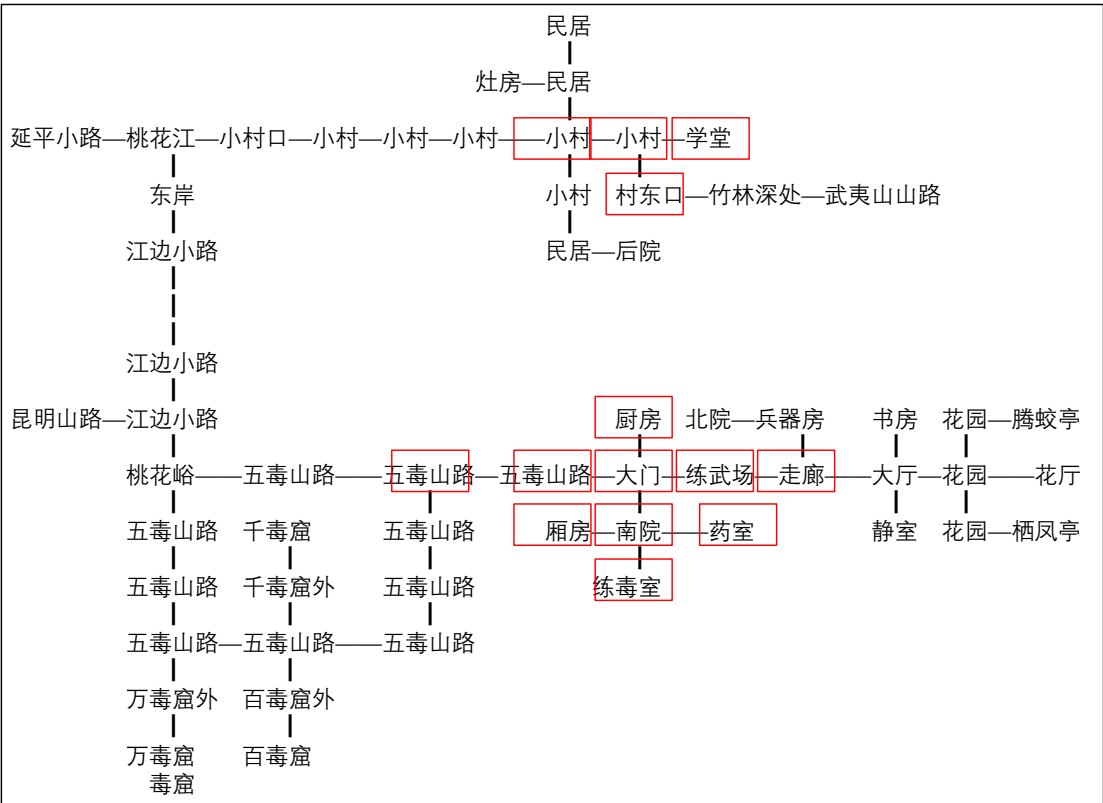 民居
灶房—民居
延平小路—桃花江—小村口—小村—小村—小村——小村—小村—学堂
东岸 小村 村东口—竹林深处—武夷山山路
江边小路 民居—后院
江边小路
昆明山路—江边小路 厨房 北院—兵器房 书房 花园—腾蛟亭
桃花峪——五毒山路——五毒山路—五毒山路—大门—练武场—走廊——大厅—花园——花厅
五毒山路 千毒窟 五毒山路 厢房—南院——药室 静室 花园—栖凤亭
五毒山路 千毒窟外 五毒山路 练毒室
五毒山路—五毒山路——五毒山路
万毒窟外 百毒窟外
万毒窟 百毒窟
毒窟